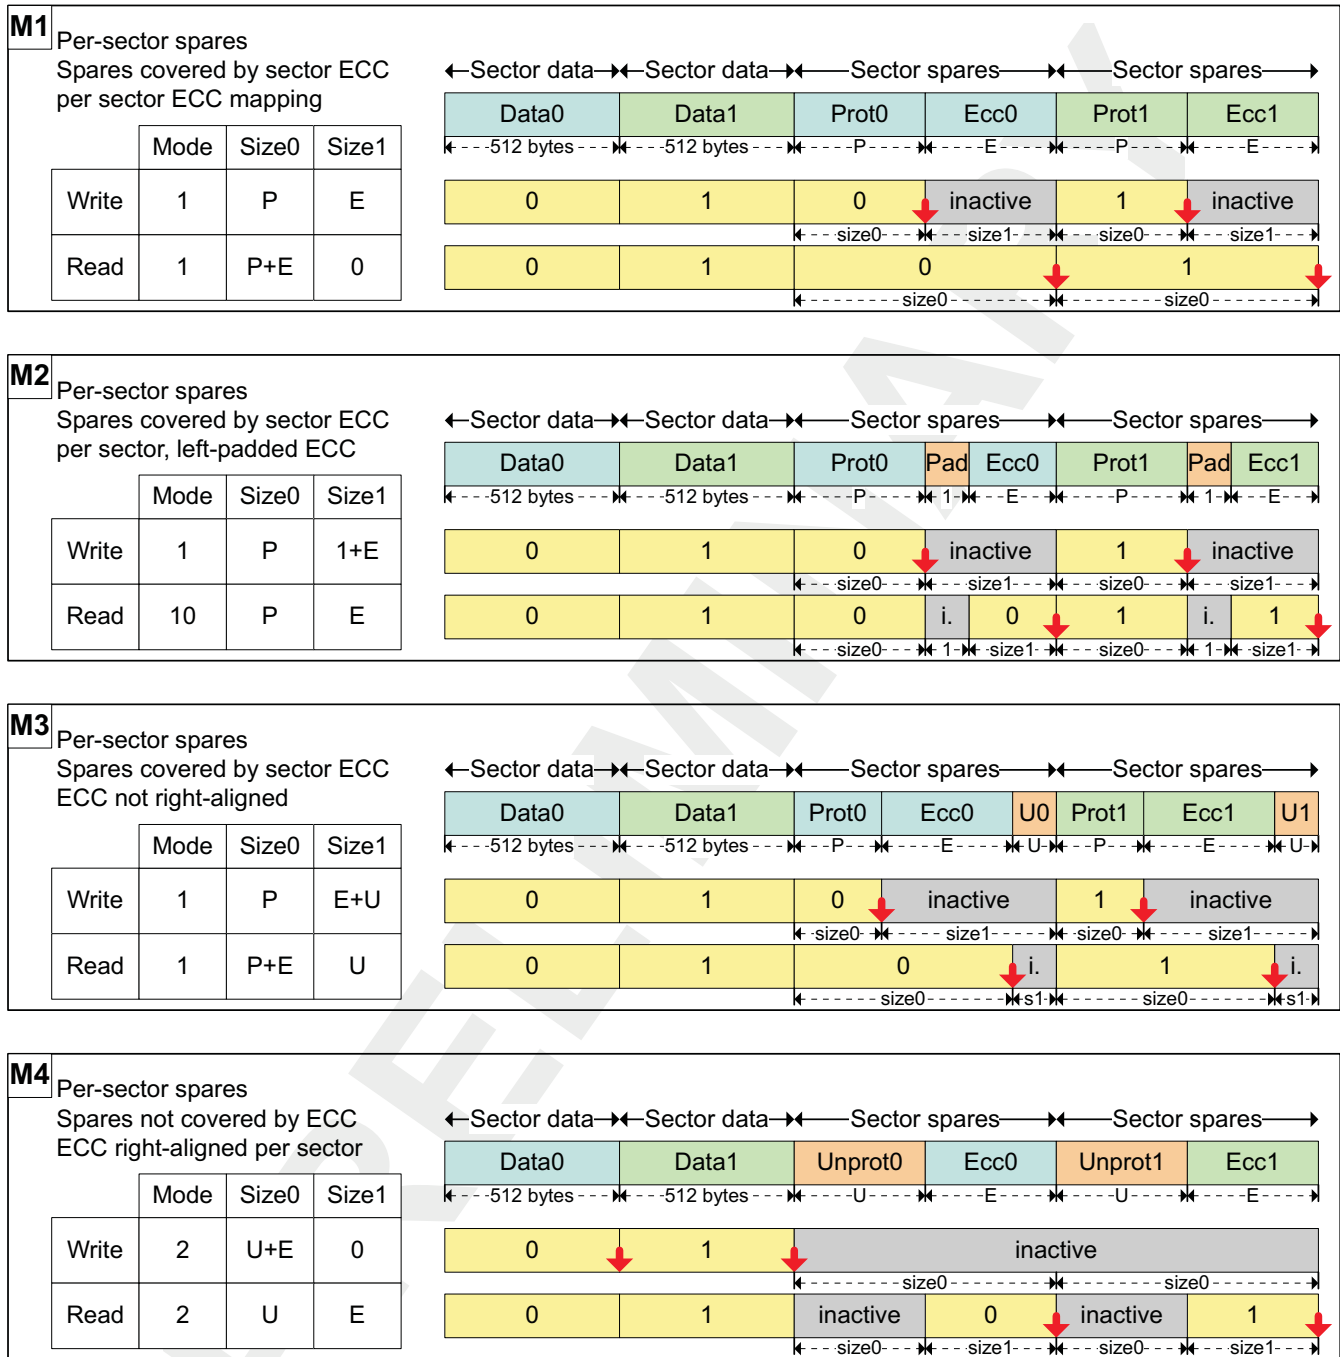 M1
Per-sector spares
Spares covered by sector ECC
per sector ECC mapping
Sector data Sector data Sector spares Sector spares
Data0 Data1 Prot0 Ecc0 Prot1 Ecc1
512 bytes 512 bytes P E P E
Mode Size0 Size1
Write 1 P E
0 1 0 inactive 1 inactive
size0 size1 size0 size1
Read 1 P+E 0
0 1 0 1
size0 size0
M2
Per-sector spares
Spares covered by sector ECC
per sector, left-padded ECC
Sector data Sector data Sector spares Sector spares
Data0 Data1 Prot0 Pad Ecc0 Prot1 Pad Ecc1
512 bytes 512 bytes P 1 E P 1 E
Mode Size0 Size1
Write 1 P 1+E
0 1 0 inactive 1 inactive
size0 size1 size0 size1
Read 10 P E
0 1 0 i. 0 1 i. 1
size0 1 size1 size0 1 size1
M3
Per-sector spares
Spares covered by sector ECC
ECC not right-aligned
Sector data Sector data Sector spares Sector spares
Data0 Data1 Prot0 Ecc0 U0 Prot1 Ecc1 U1
512 bytes 512 bytes P E U P E U
Mode Size0 Size1
Write 1 P E+U
0 1 0 inactive 1 inactive
size0 size1 size0 size1
Read 1 P+E U
0 1 0 i. 1 i.
size0 s1 size0 s1
M4
Per-sector spares
Spares not covered by ECC
ECC right-aligned per sector
Sector data Sector data Sector spares Sector spares
Data0 Data1 Unprot0 Ecc0 Unprot1 Ecc1
512 bytes 512 bytes U E U E
Mode Size0 Size1
Write 2 U+E 0
0 1 inactive
size0 size0
Read 2 U E
0 1 inactive 0 inactive 1
size0 size1 size0 size1
PRELIMINARY